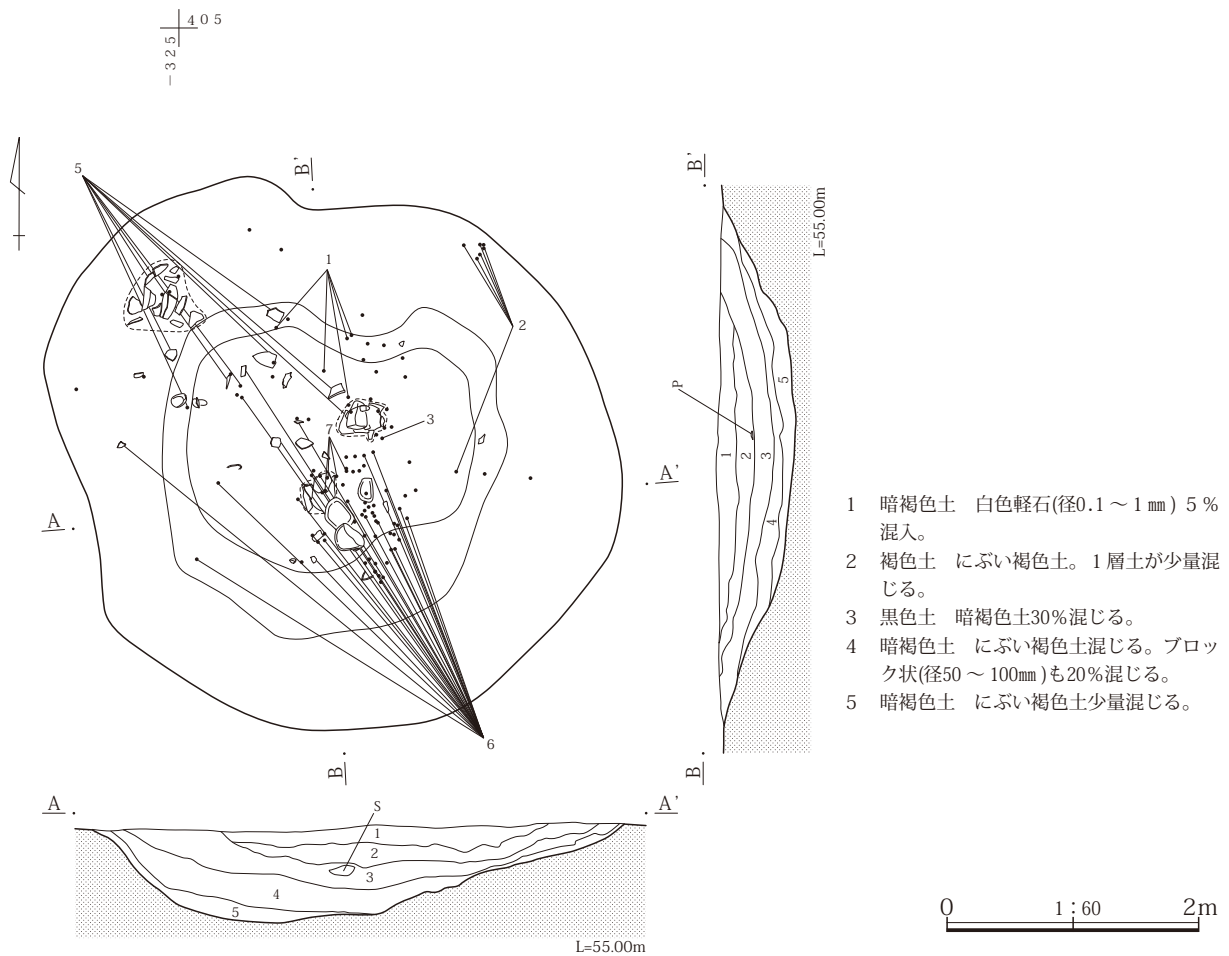 405
−325
5
B'
1
2
3
7
A'
A
6
B
B'
L=55.00m
P
1
2
3
5
4
B
1 暗褐色土　白色軽石(径0.1～1㎜) 5％
混入。
2 褐色土　にぶい褐色土。1層土が少量混
じる。
3 黒色土　暗褐色土30％混じる。
4 暗褐色土　にぶい褐色土混じる。ブロッ
ク状(径50～100㎜)も20％混じる。
5 暗褐色土　にぶい褐色土少量混じる。
A
S
A'
1
2
3
4
5
L=55.00m
0 1：60 2m